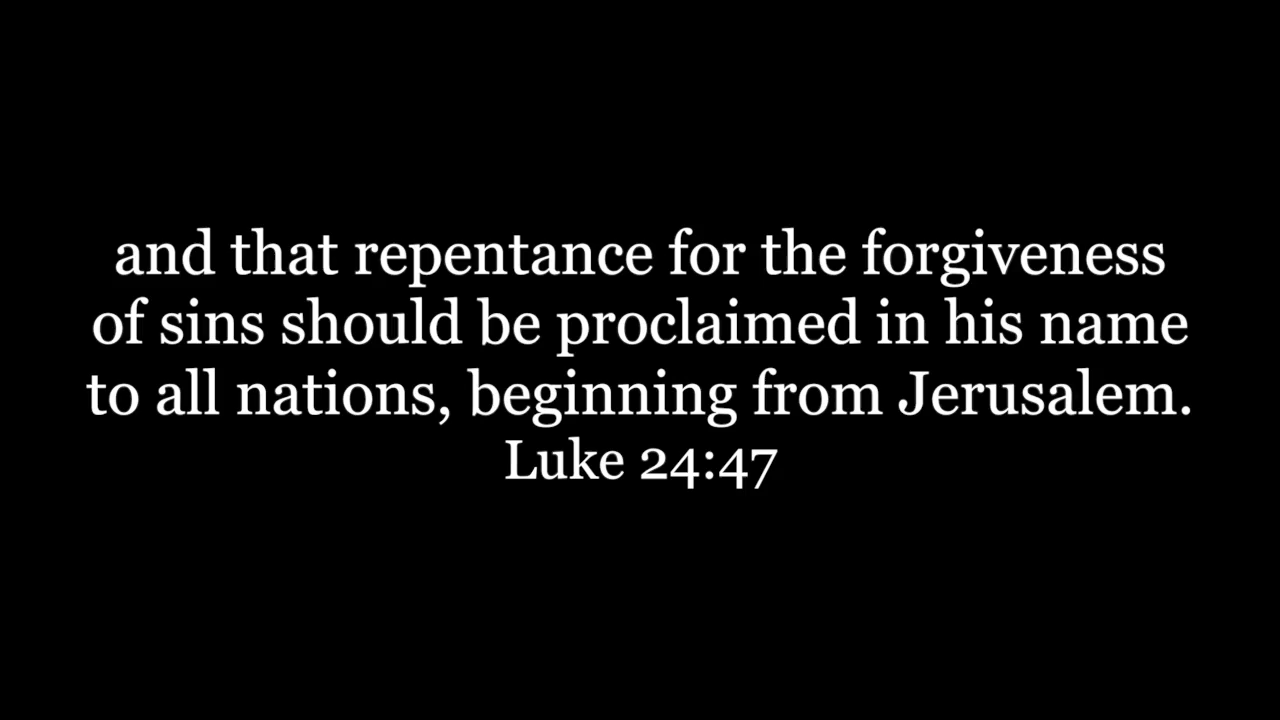 and that repentance for the forgiveness
of sins should be proclaimed in his name
to all nations, beginning from Jerusalem.
Luke 24:47